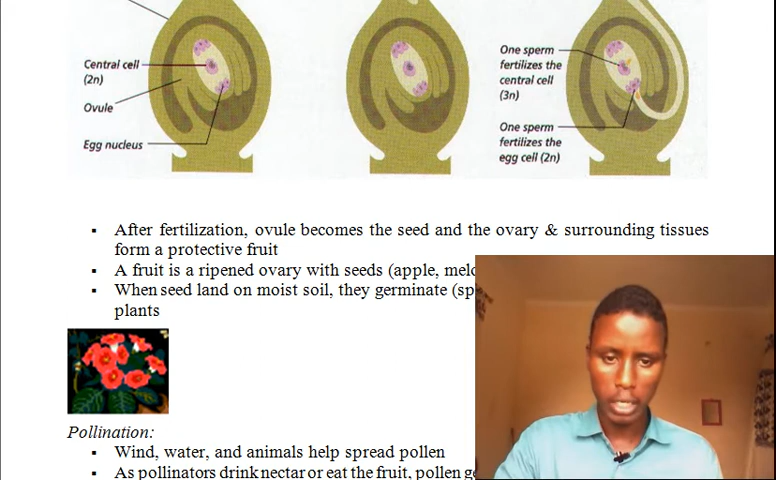 Central cell
(2n)
Ovule
Egg nucleus
One sperm
fertilizes the
central cell
(3n)
One sperm
fertilizes the
egg cell (2n)
▪ After fertilization, ovule becomes the seed and the ovary & surrounding tissues
form a protective fruit
▪ A fruit is a ripened ovary with seeds (apple,
▪ When seed land on moist soil, they germinate
plants
Pollination:
▪ Wind, water, and animals help spread pollen
▪ As pollinators drink nectar or eat the fruit, pollen